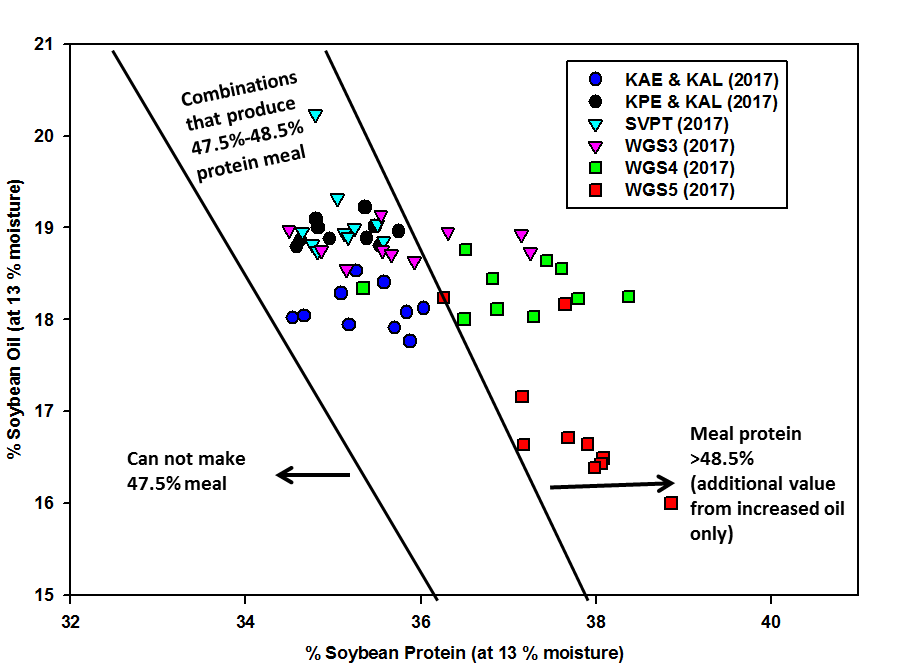 21
20
19
18
17
16
15
% Soybean Oil (at 13 % moisture)
Combinations
that produce
47.5%-48.5%
protein meal
KAE & KAL (2017)
KPE & KAL (2017)
SVPT (2017)
WGS3 (2017)
WGS4 (2017)
WGS5 (2017)
Can not make
47.5% meal
Meal protein
>48.5%
(additional value
from increased oil
only)
32
34
36
38
40
% Soybean Protein (at 13 % moisture)